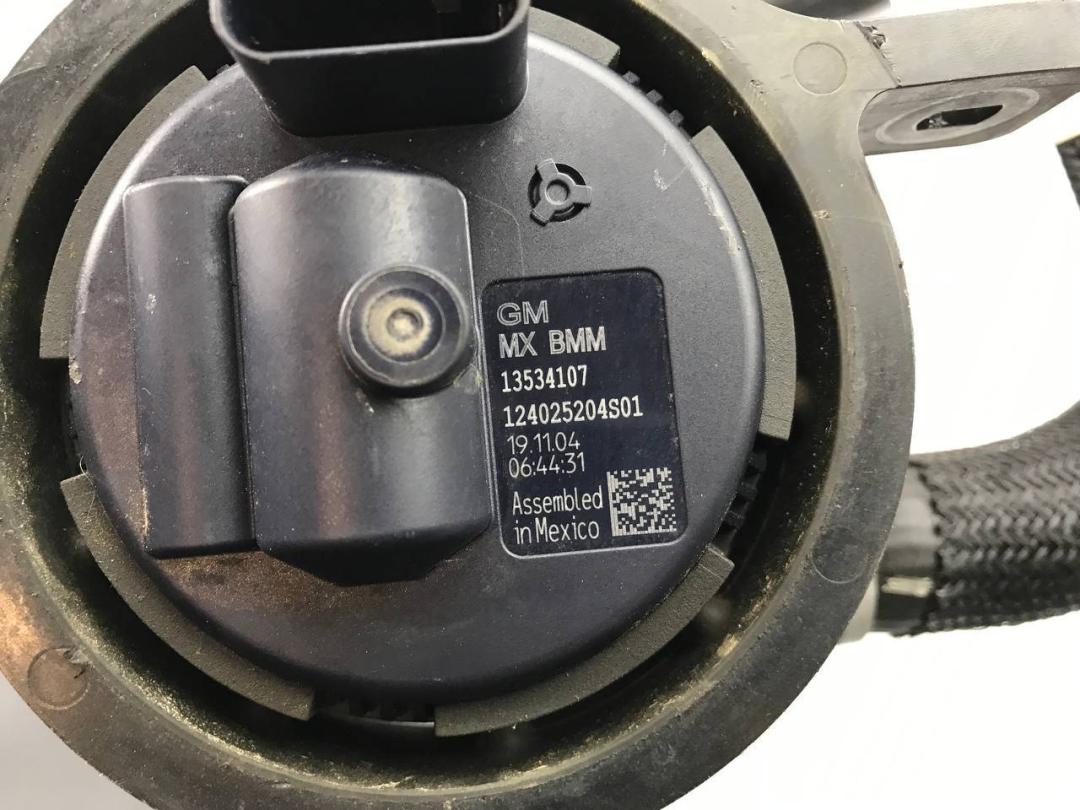 GM
MX BMM
13534107
124025204S01
19.11.04
06:44:31
Assembled
in Mexico